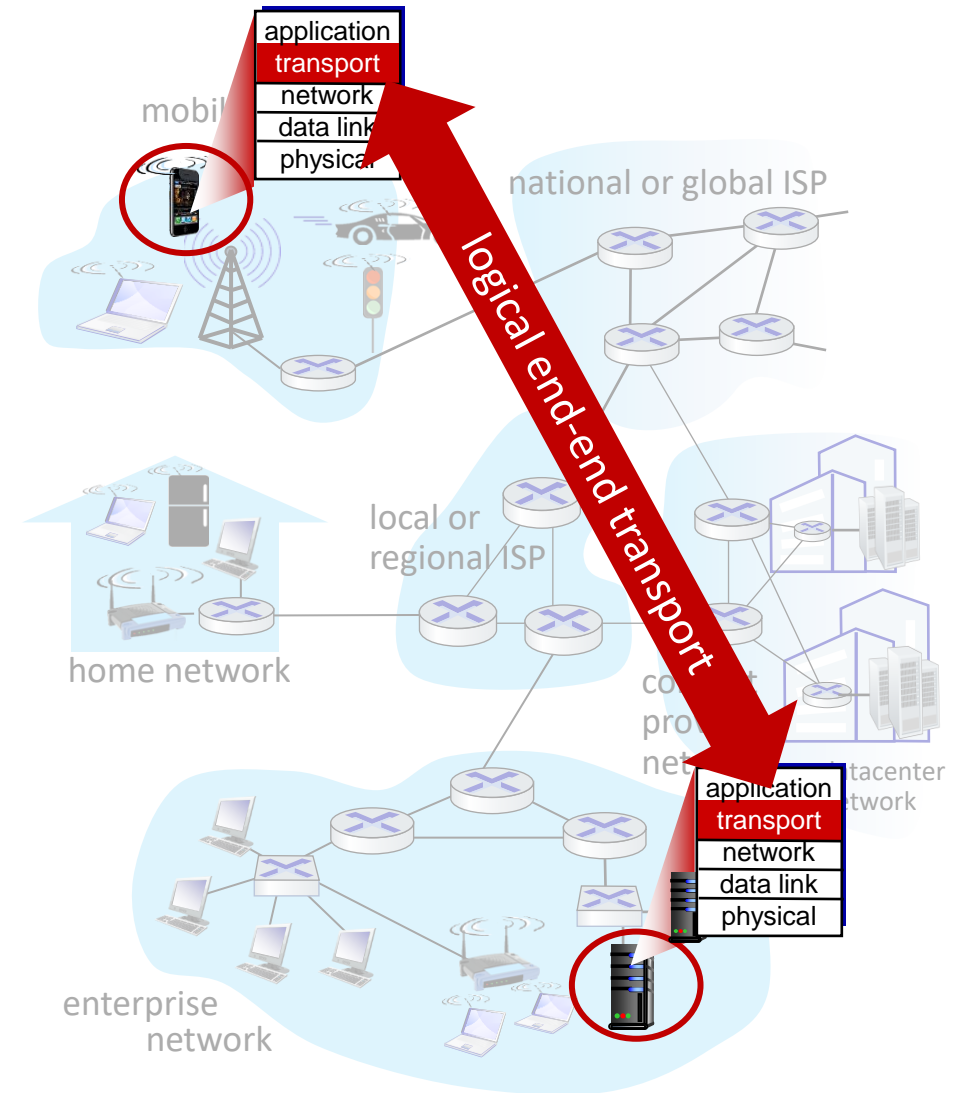 application
transport
network
data link
physical
mobil
national or global ISP
logical end-end transport
local or
regional ISP
home network
application
transport
network
data link
physical
enterprise
network